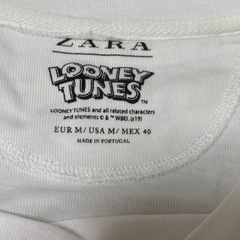 ZARA
LOONEY
TUNES
LOONEY TUNES and all related characters
and elements © & ™ WBEI. (s19)
EUR M/ USA M/ MEX 40
MADE IN PORTUGAL